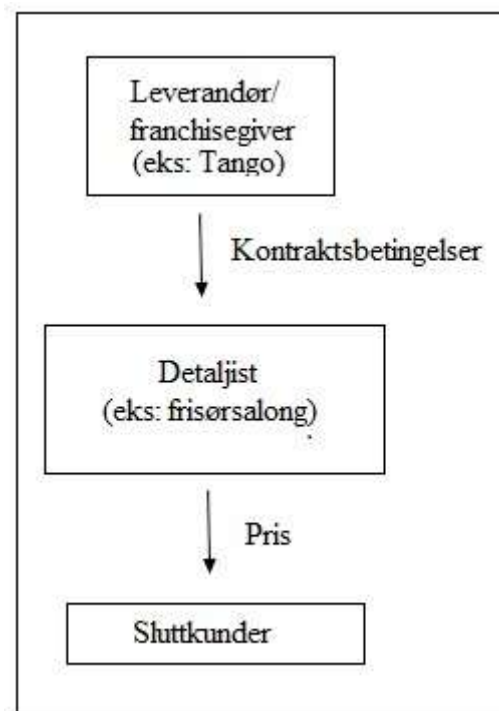 Leverandør/
franchisegiver
(eks: Tango)
Kontraktsbetingelser
Detaljist
(eks: frisørsalong)
Pris
Sluttkunder